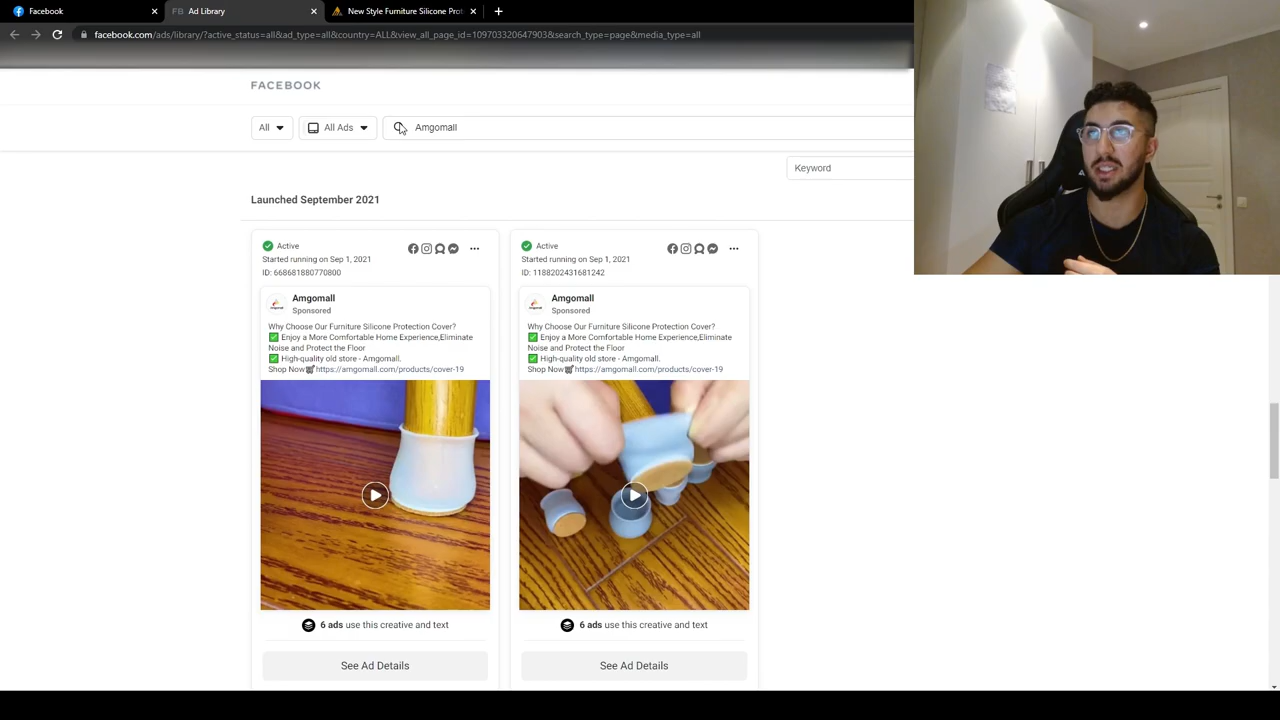 Facebook
Ad Library
New Style Furniture Silicone Prot
facebook.com/ads/library/?active_status=all&ad_type=all&country=ALL&view_all_page_id=109703320647903&search_type=page&media_type=all
FACEBOOK
All
All Ads
Amgomall
Keyword
Launched September 2021
Active
Started running on Sep 1, 2021
ID: 668681880770800
Amgomall
Sponsored
Why Choose Our Furniture Silicone Protection Cover?
✅ Enjoy a More Comfortable Home Experience,Eliminate
Noise and Protect the Floor
✅ High-quality old store - Amgomall.
Shop Now🛒https://amgomall.com/products/cover-19
6 ads use this creative and text
See Ad Details
Active
Started running on Sep 1, 2021
ID: 1188202431681242
Amgomall
Sponsored
Why Choose Our Furniture Silicone Protection Cover?
✅ Enjoy a More Comfortable Home Experience,Eliminate
Noise and Protect the Floor
✅ High-quality old store - Amgomall.
Shop Now🛒https://amgomall.com/products/cover-19
6 ads use this creative and text
See Ad Details